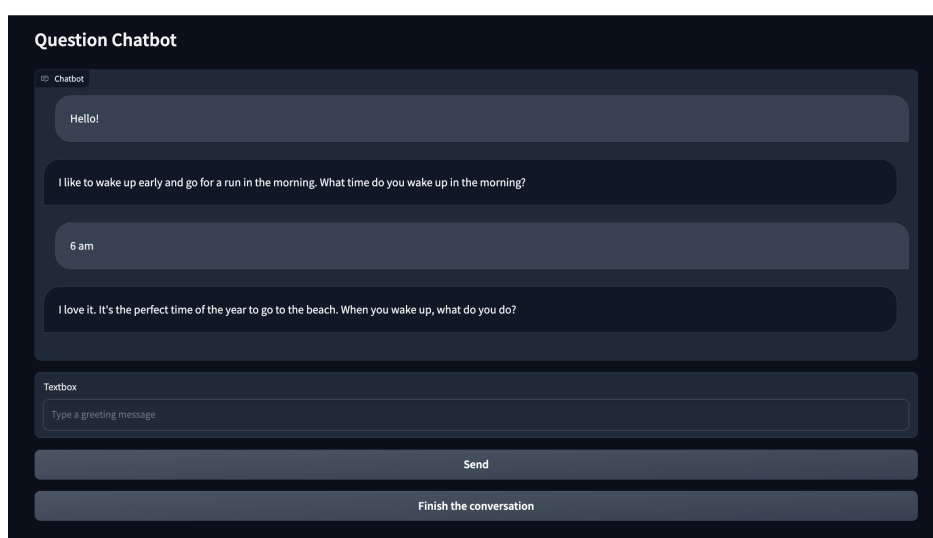 Question Chatbot
Chatbot
Hello!
I like to wake up early and go for a run in the morning. What time do you wake up in the morning?
6 am
I love it. It's the perfect time of the year to go to the beach. When you wake up, what do you do?
Textbox
Type a greeting message
Send
Finish the conversation